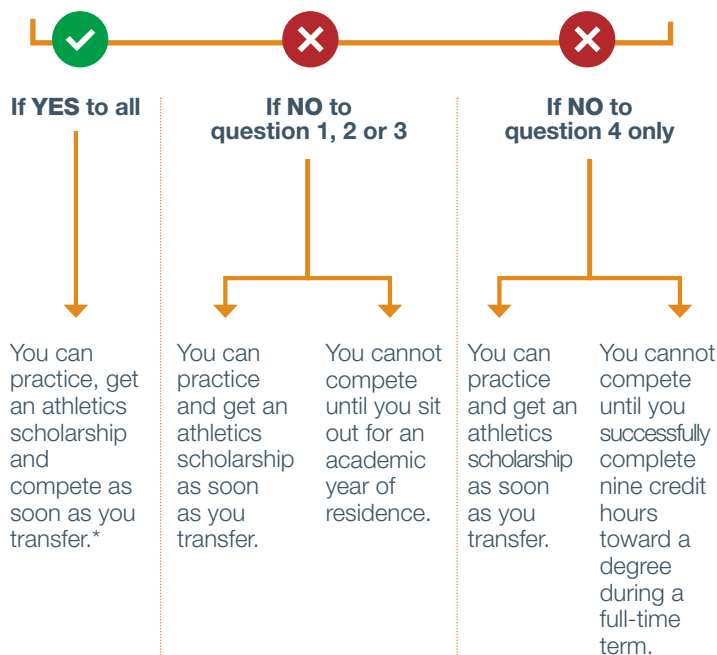 If YES to all
You can
practice, get
an athletics
scholarship
and
compete as
soon as you
transfer.*
If NO to
question 1, 2 or 3
You can
practice
and get an
athletics
scholarship
as soon
as you
transfer.
You cannot
compete
until you sit
out for an
academic
year of
residence.
If NO to
question 4 only
You can
practice
and get an
athletics
scholarship
as soon
as you
transfer.
You cannot
compete
until you
successfully
complete
nine credit
hours
toward a
degree
during a
full-time
term.